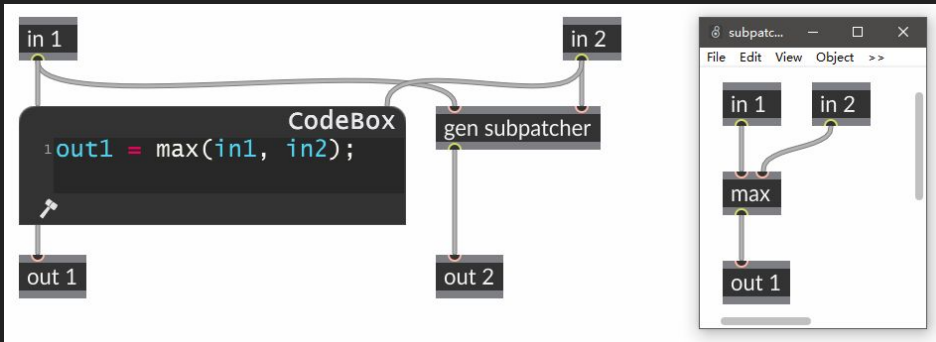 in 1
in 2
CodeBox
1 out1 = max(in1, in2);
gen subpatcher
out 1
out 2
subpatc...
File Edit View Object >>
in 1
in 2
max
out 1